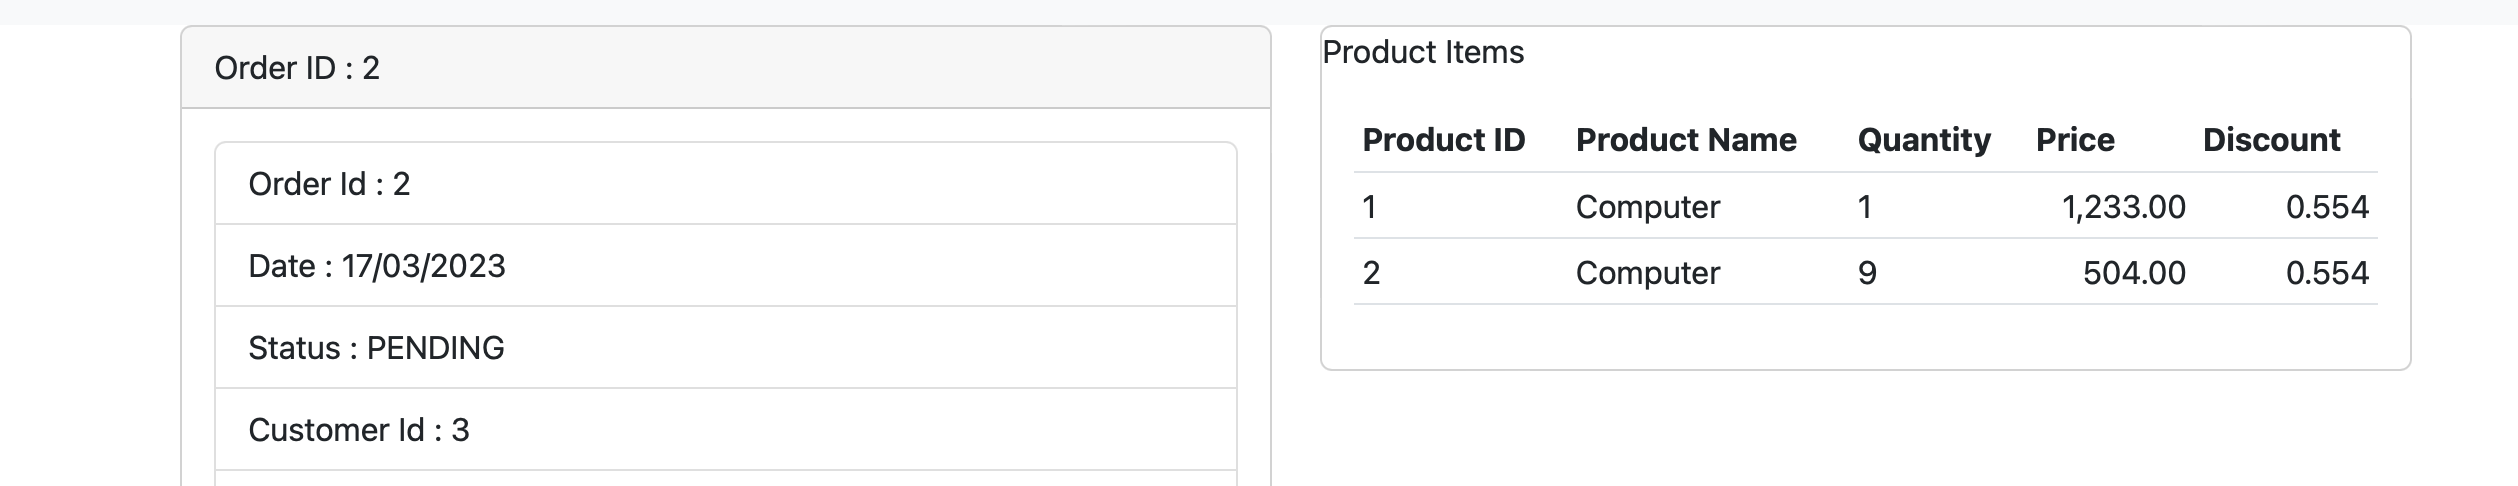 Order ID : 2
Order Id : 2
Date : 17/03/2023
Status : PENDING
Customer Id : 3
Product Items
Product ID Product Name Quantity Price Discount
1 Computer 1 1,233.00 0.554
2 Computer 9 504.00 0.554